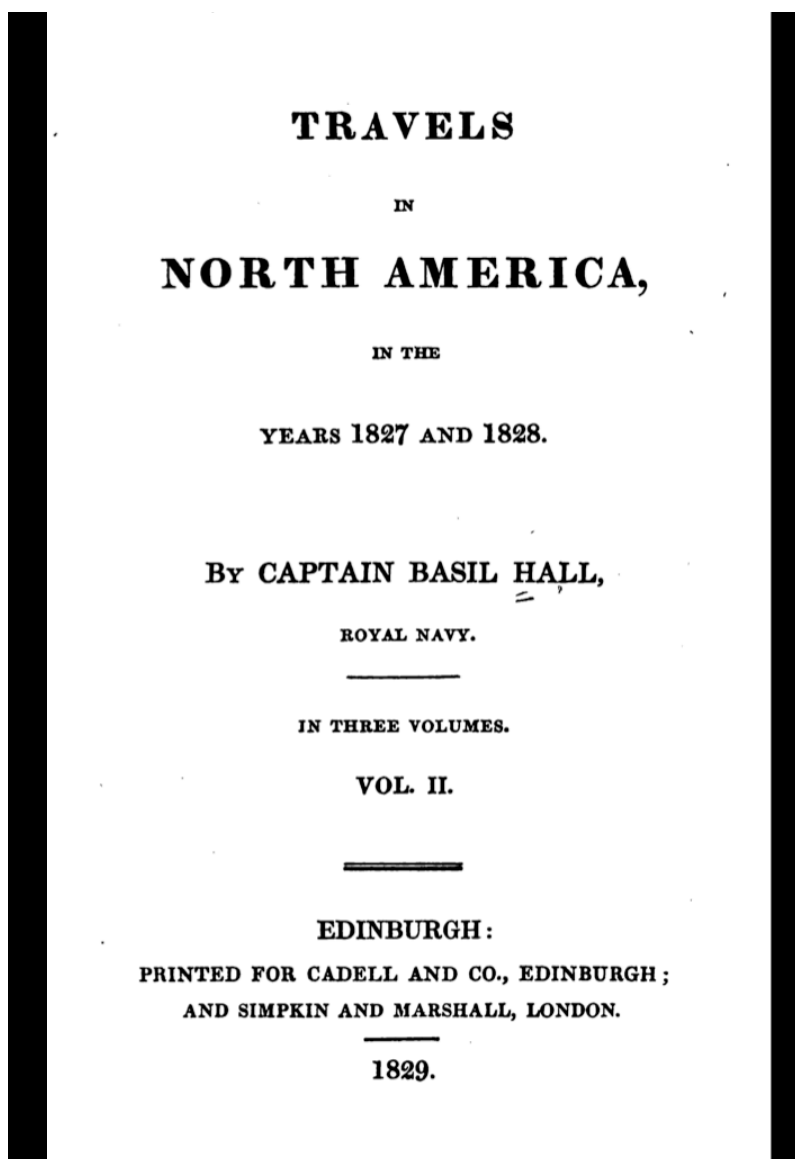 TRAVELS
IN
NORTH AMERICA,
IN THE
YEARS 1827 AND 1828.
BY CAPTAIN BASIL HALL,
ROYAL NAVY.
IN THREE VOLUMES.
VOL. II.
EDINBURGH:
PRINTED FOR CADELL AND CO., EDINBURGH;
AND SIMPKIN AND MARSHALL, LONDON.
1829.